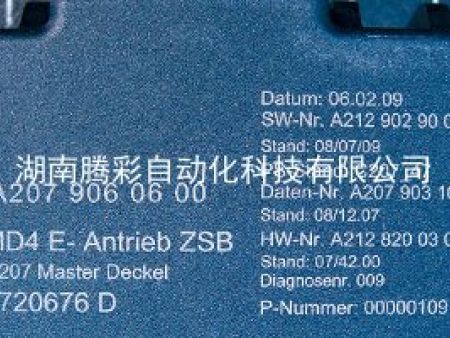 Datum: 06.02.09
SW-Nr. A212 902 90 0
Stand: 08/07/09
湖南腾彩自动化科技有限公司
A207 906 06 00
Daten-Nr. A207 903 10
Stand: 08/12.07
MD4 E- Antrieb ZSB
HW-Nr. A212 820 03 0
207 Master Deckel
Stand: 07/42.00
Diagnosenr. 009
720676 D
P-Nummer: 00000109